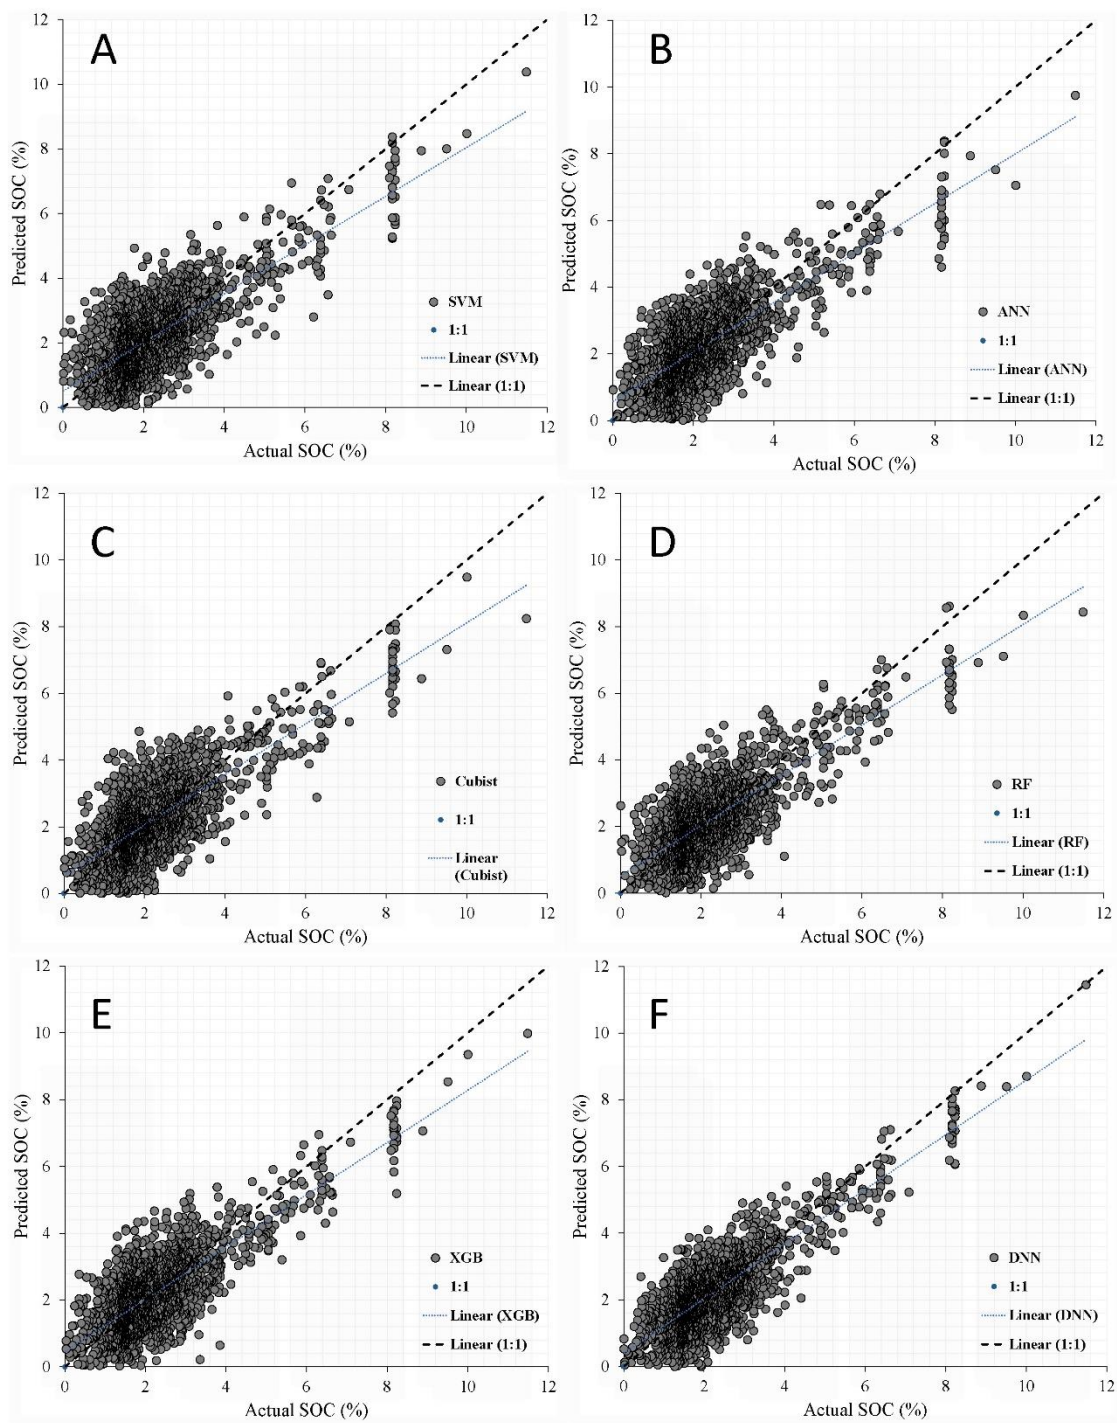 A
12
10
8
6
4
2
0
Predicted SOC (%)
SVM
1:1
Linear (SVM)
Linear (1:1)
0 2 4 6 8 10 12
Actual SOC (%)
B
12
10
8
6
4
2
0
Predicted SOC (%)
ANN
1:1
Linear (ANN)
Linear (1:1)
0 2 4 6 8 10 12
Actual SOC (%)
C
12
10
8
6
4
2
0
Predicted SOC (%)
Cubist
1:1
Linear
(Cubist)
0 2 4 6 8 10 12
Actual SOC (%)
D
12
10
8
6
4
2
0
Predicted SOC (%)
RF
1:1
Linear (RF)
Linear (1:1)
0 2 4 6 8 10 12
Actual SOC (%)
E
12
10
8
6
4
2
0
Predicted SOC (%)
XGB
1:1
Linear (XGB)
Linear (1:1)
0 2 4 6 8 10 12
Actual SOC (%)
F
12
10
8
6
4
2
0
Predicted SOC (%)
DNN
1:1
Linear (DNN)
Linear (1:1)
0 2 4 6 8 10 12
Actual SOC (%)